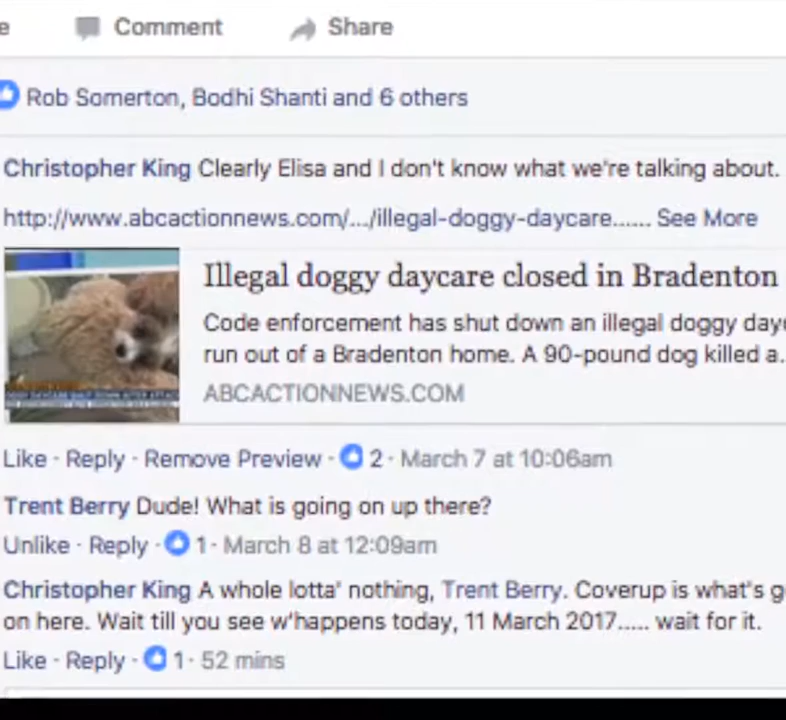 Comment Share
Rob Somerton, Bodhi Shanti and 6 others
Christopher King Clearly Elisa and I don't know what we're talking about.
http://www.abcactionnews.com/.../illegal-doggy-daycare...... See More
Illegal doggy daycare closed in Bradenton
Code enforcement has shut down an illegal doggy day
run out of a Bradenton home. A 90-pound dog killed a..
ABCACTIONNEWS.COM
Like · Reply · Remove Preview · 2 · March 7 at 10:06am
Trent Berry Dude! What is going on up there?
Unlike · Reply · 1 · March 8 at 12:09am
Christopher King A whole lotta' nothing, Trent Berry. Coverup is what's g
on here. Wait till you see w'happens today, 11 March 2017..... wait for it.
Like · Reply · 1 · 52 mins